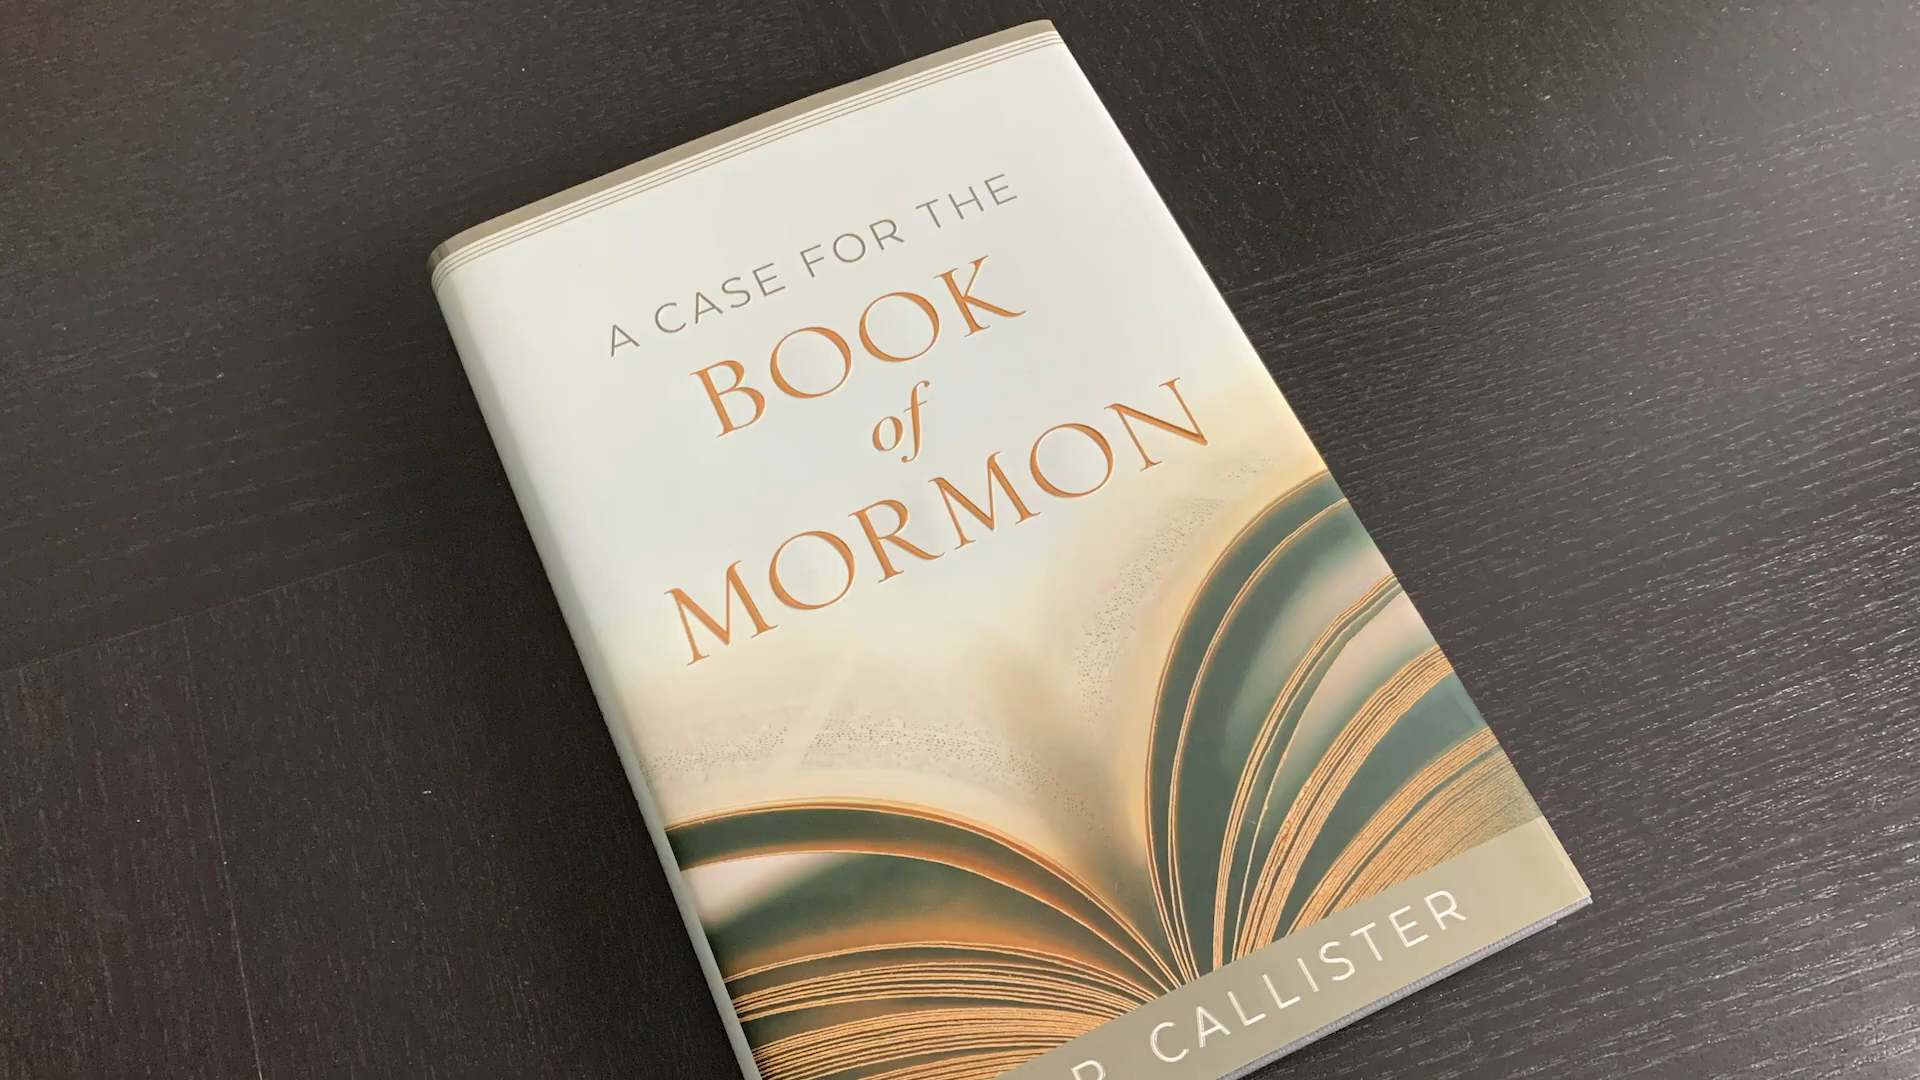 A CASE FOR THE
BOOK
of
MORMON
R CALLISTER